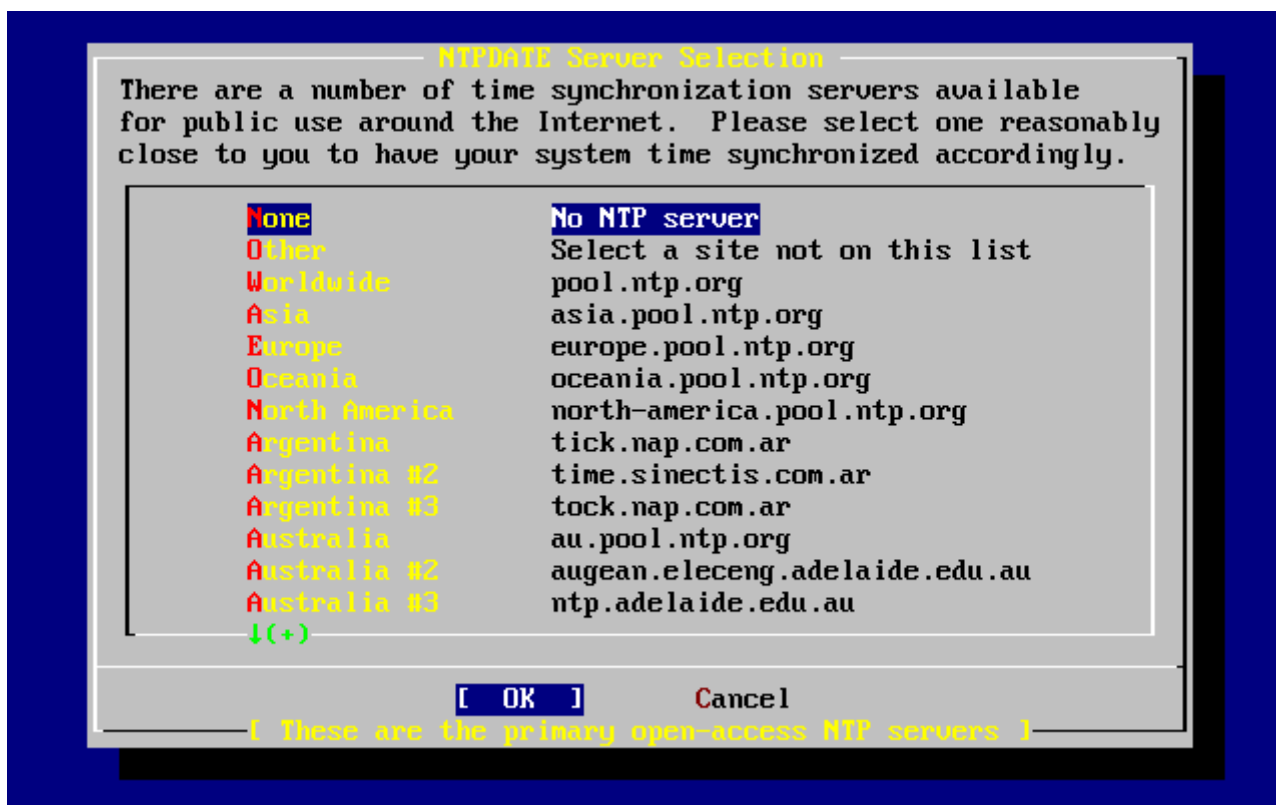 NTPDATE Server Selection
There are a number of time synchronization servers available
for public use around the Internet.  Please select one reasonably
close to you to have your system time synchronized accordingly.
None No NTP server
Other Select a site not on this list
Worldwide pool.ntp.org
Asia asia.pool.ntp.org
Europe europe.pool.ntp.org
Oceania oceania.pool.ntp.org
North America north-america.pool.ntp.org
Argentina tick.nap.com.ar
Argentina #2 time.sinectis.com.ar
Argentina #3 tock.nap.com.ar
Australia au.pool.ntp.org
Australia #2 augean.eleceng.adelaide.edu.au
Australia #3 ntp.adelaide.edu.au
↓(+)
[ OK ] Cancel
[ These are the primary open-access NTP servers ]